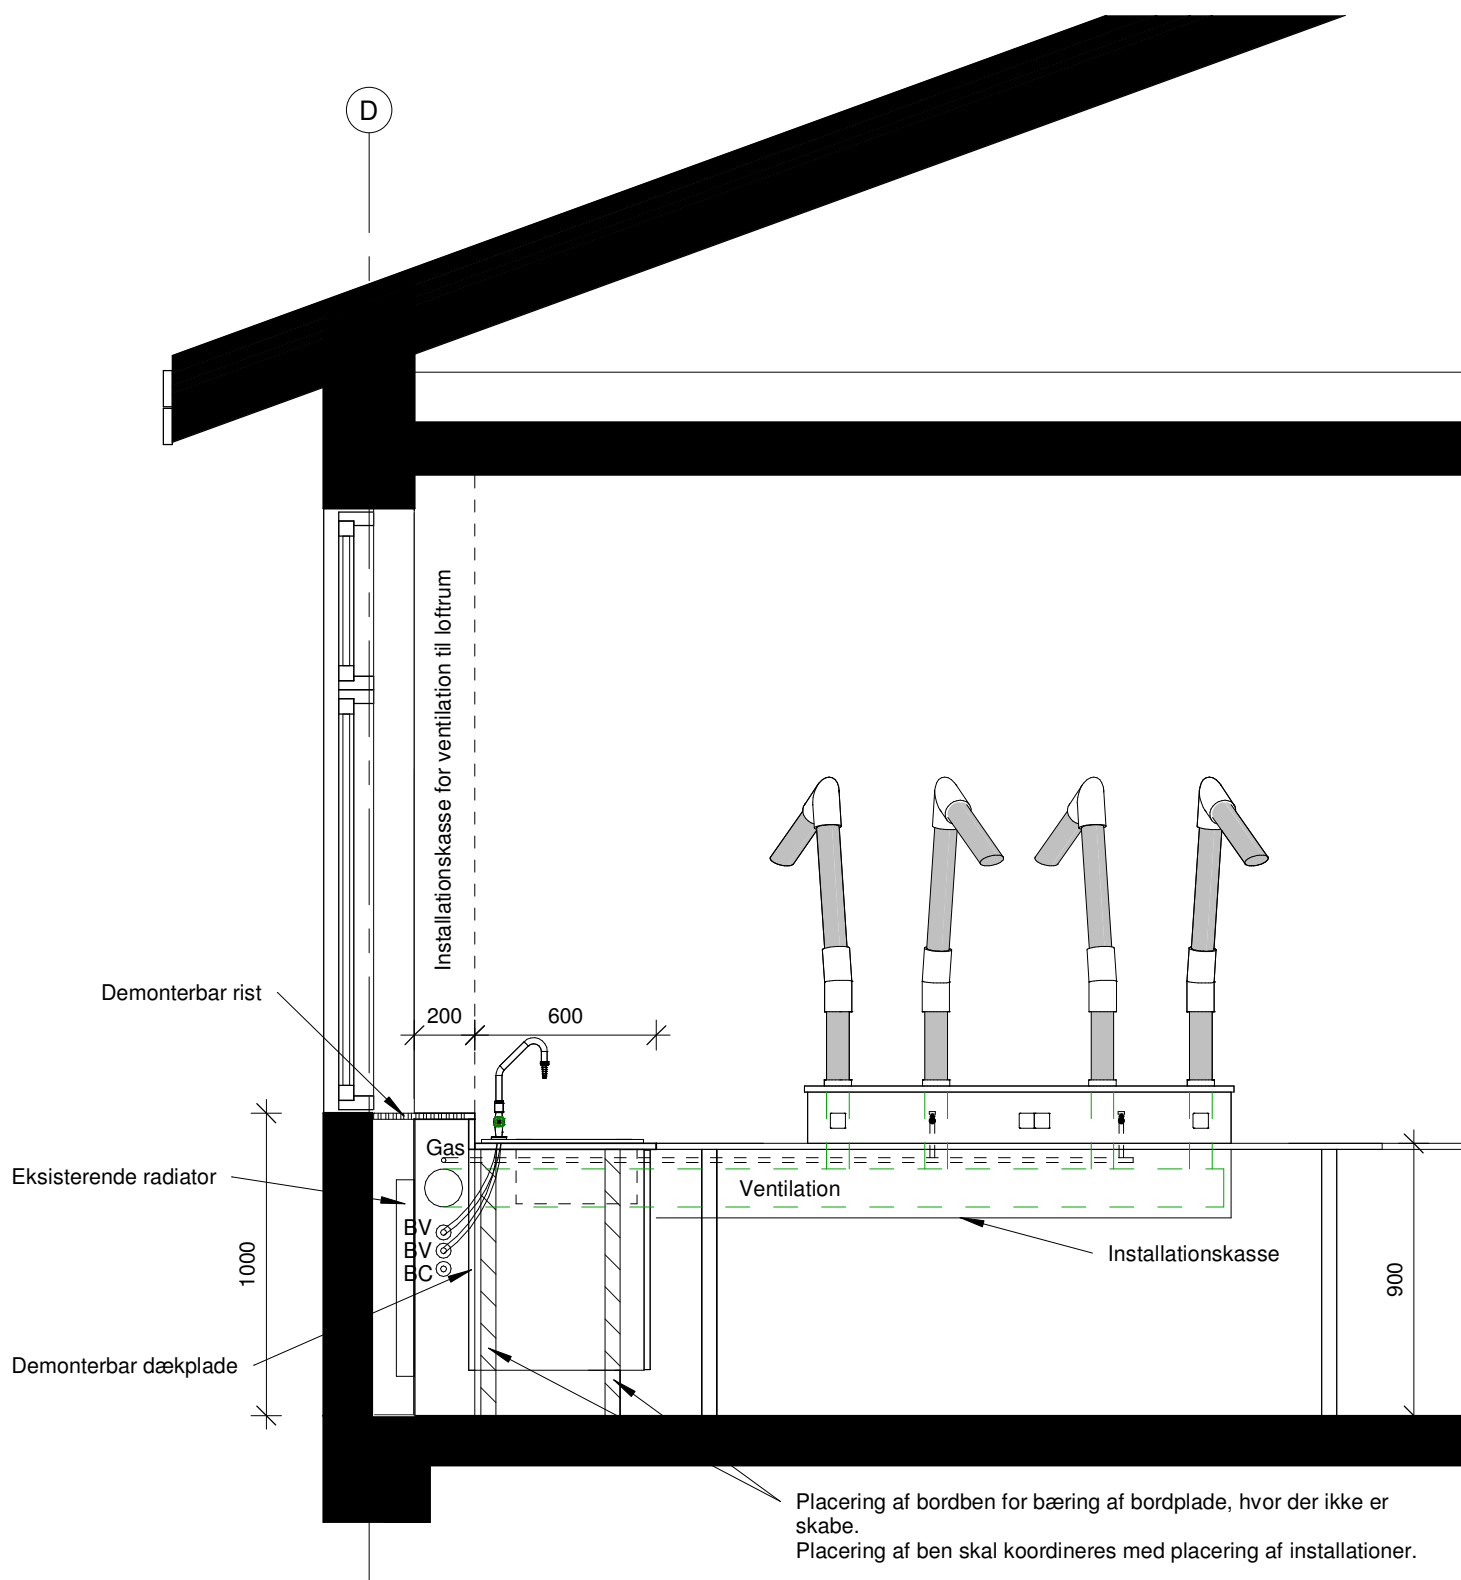 D
Installationskasse for ventilation til loftrum
Demonterbar rist
200
600
Gas
Eksisterende radiator
Ventilation
BV
BV
BC
Installationskasse
1000
900
Demonterbar dækplade
Placering af bordben for bæring af bordplade, hvor der ikke er
skabe.
Placering af ben skal koordineres med placering af installationer.